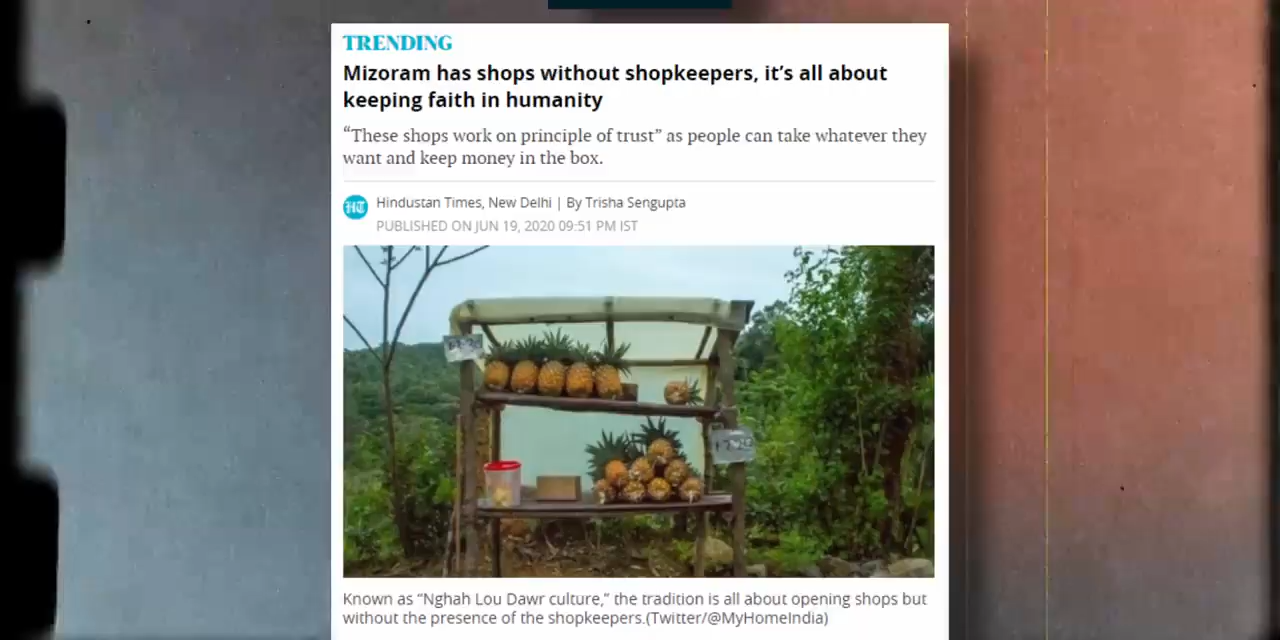 TRENDING
Mizoram has shops without shopkeepers, it’s all about
keeping faith in humanity
“These shops work on principle of trust” as people can take whatever they
want and keep money in the box.
HT
Hindustan Times, New Delhi | By Trisha Sengupta
PUBLISHED ON JUN 19, 2020 09:51 PM IST
Known as “Nghah Lou Dawr culture,” the tradition is all about opening shops but
without the presence of the shopkeepers.(Twitter/@MyHomeIndia)